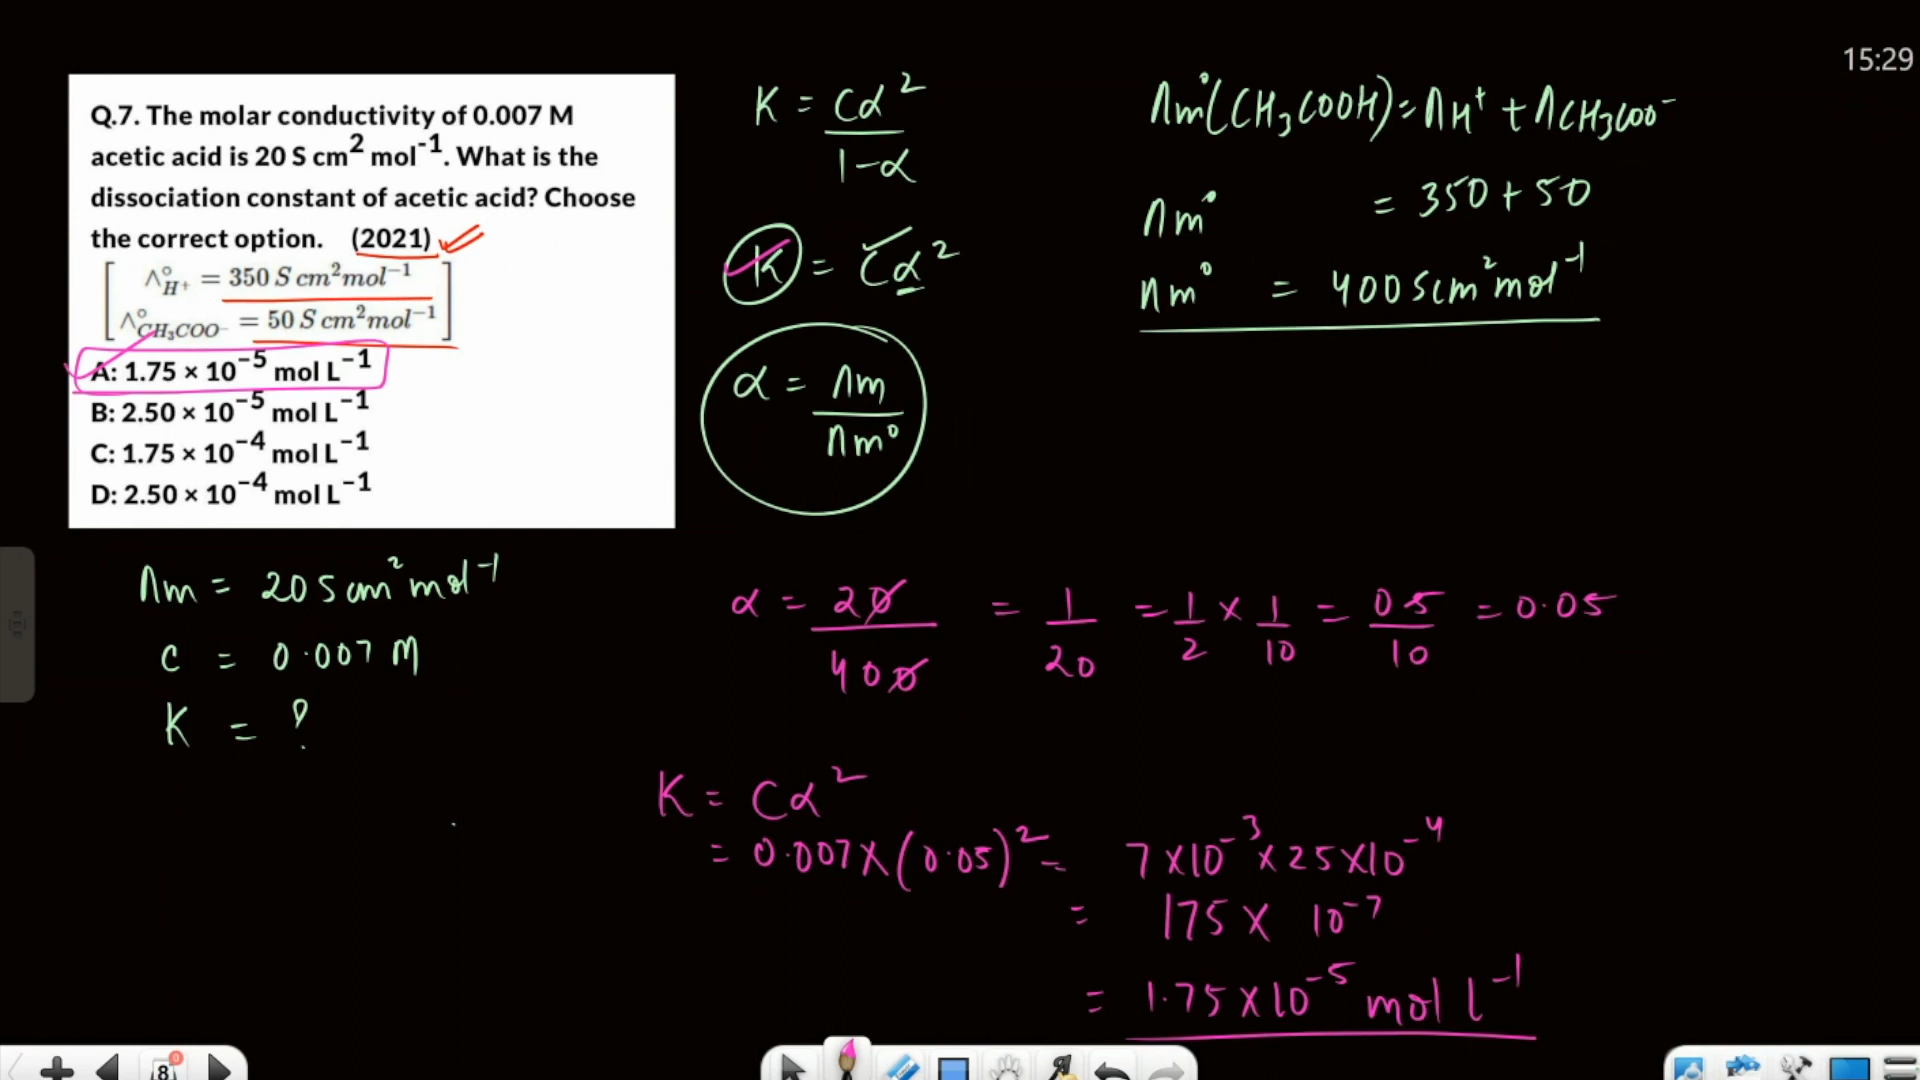 15:29
Q.7. The molar conductivity of 0.007 M
acetic acid is 20 S cm² mol⁻¹. What is the
dissociation constant of acetic acid? Choose
the correct option. (2021)
Λ°H⁺ = 350 S cm²mol⁻¹
Λ°CH₃COO⁻ = 50 S cm²mol⁻¹
A: 1.75 × 10⁻⁵ mol L⁻¹
B: 2.50 × 10⁻⁵ mol L⁻¹
C: 1.75 × 10⁻⁴ mol L⁻¹
D: 2.50 × 10⁻⁴ mol L⁻¹
Λm = 20 S cm² mol⁻¹
c = 0.007 M
K = ?
K = Cα² / 1-α
K = Cα²
α = Λm / Λm°
Λm°(CH₃COOH) = ΛH⁺ + ΛCH₃COO⁻
Λm° = 350 + 50
Λm° = 400 S cm² mol⁻¹
α = 20 / 400 = 1 / 20 = 1/2 × 1/10 = 0.5 / 10 = 0.05
K = Cα²
= 0.007 × (0.05)² = 7 × 10⁻³ × 25 × 10⁻⁴
= 175 × 10⁻⁷
= 1.75 × 10⁻⁵ mol l⁻¹
8
0